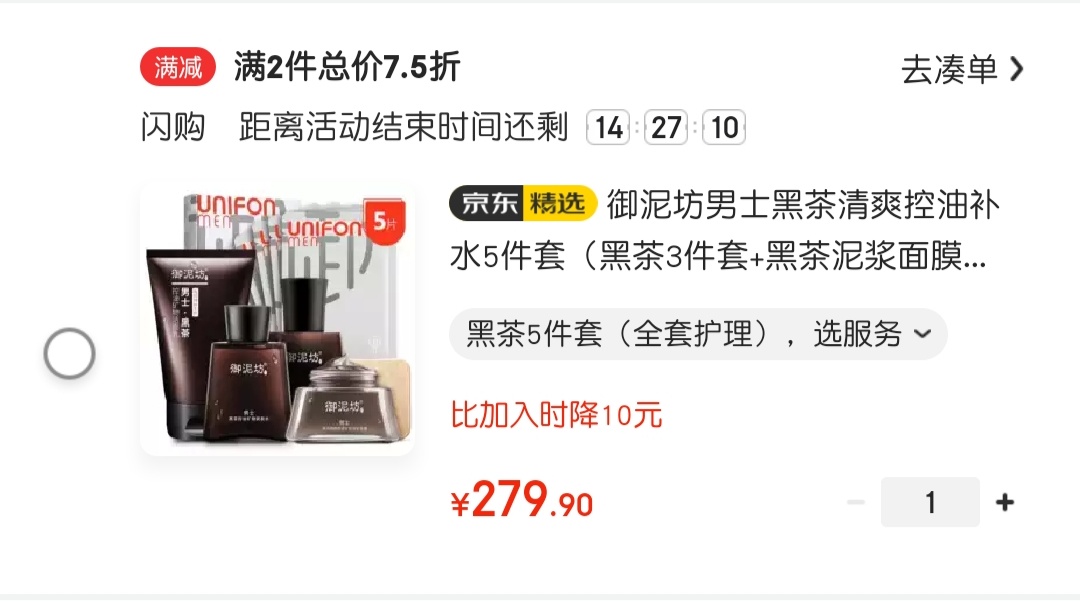 满减 满2件总价7.5折 去凑单
闪购 距离活动结束时间还剩 14:27:10
UNIFON
MEN
UNIFON
MEN
5片
御泥坊
男士·黑茶
御泥坊
男士
御泥坊
御泥坊
京东精选 御泥坊男士黑茶清爽控油补
水5件套（黑茶3件套+黑茶泥浆面膜...
黑茶5件套（全套护理），选服务
比加入时降10元
¥279.90
1